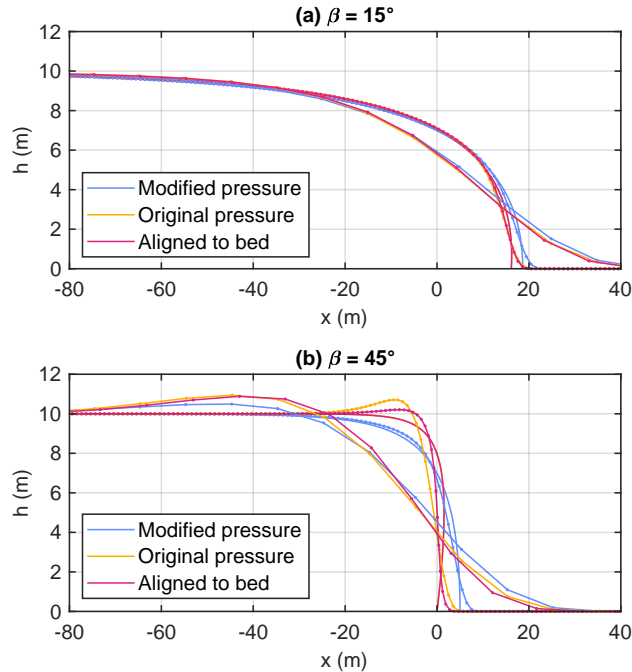 (a) β = 15°
12
10
8
6
4
2
0
h (m)
Modified pressure
Original pressure
Aligned to bed
-80 -60 -40 -20 0 20 40
x (m)
(b) β = 45°
12
10
8
6
4
2
0
h (m)
Modified pressure
Original pressure
Aligned to bed
-80 -60 -40 -20 0 20 40
x (m)